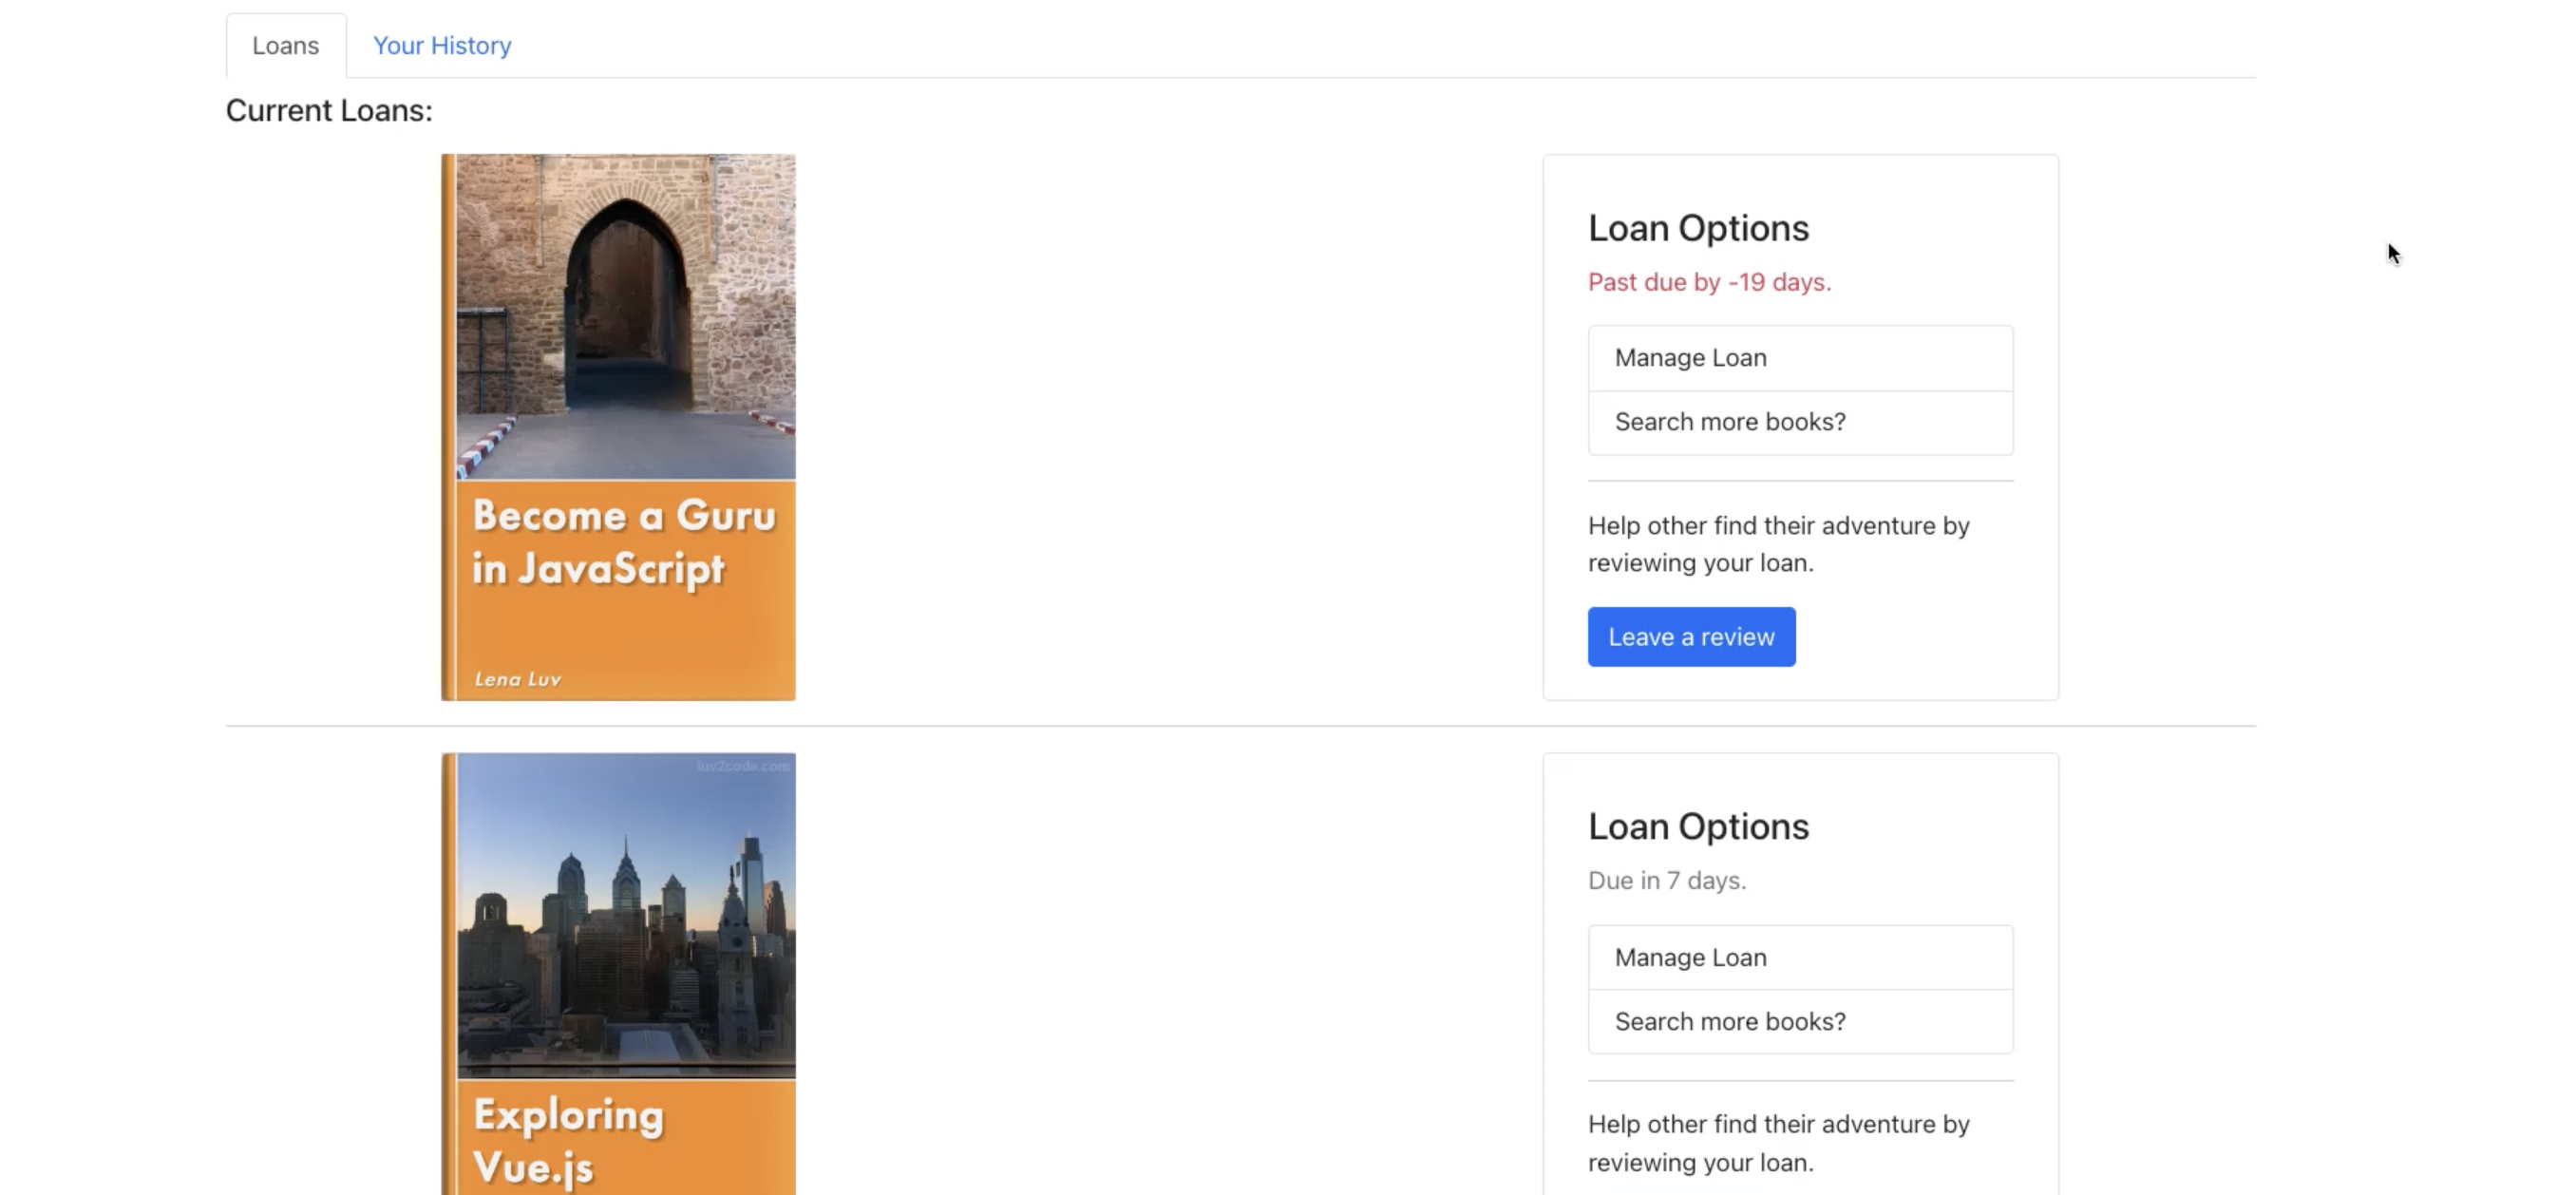 Loans
Your History
Current Loans:
Become a Guru
in JavaScript
Lena Luv
Loan Options
Past due by -19 days.
Manage Loan
Search more books?
Help other find their adventure by
reviewing your loan.
Leave a review
luv2code.com
Exploring
Vue.js
Loan Options
Due in 7 days.
Manage Loan
Search more books?
Help other find their adventure by
reviewing your loan.